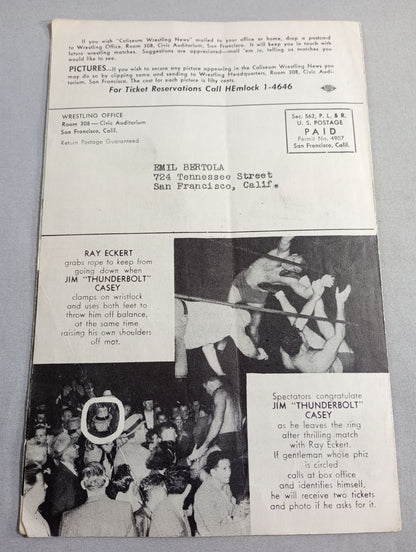 If you wish "Coliseum Wrestling News" mailed to your office or home, drop a postcard
to Wrestling Office, Room 308, Civic Auditorium, San Francisco. It will keep you in touch with
future wrestling matches. Suggestions are appreciated—mail 'em in, telling us matches you
would like to see.
PICTURES.—If you wish to secure any picture appearing in the Coliseum Wrestling News you
may do so by clipping same and sending to Wrestling Headquarters, Room 308, Civic Audi-
torium, San Francisco. The cost for each picture is fifty cents.
For Ticket Reservations Call HEmlock 1-4646
WRESTLING OFFICE
Room 308 — Civic Auditorium
San Francisco, Calif.
Return Postage Guaranteed
Sec. 562, P. L. & R.
U. S. POSTAGE
PAID
Permit No. 4907
San Francisco, Calif.
EMIL BERTOLA
724 Tennessee Street
San Francisco, Calif.
RAY ECKERT
grabs rope to keep from
going down when
JIM "THUNDERBOLT"
CASEY
clamps on wristlock
and uses both feet to
throw him off balance,
at the same time
raising his own shoulders
off mat.
Spectators congratulate
JIM "THUNDERBOLT"
CASEY
as he leaves the ring
after thrilling match
with Ray Eckert.
If gentleman whose phiz
is circled
calls at box office
and identifies himself,
he will receive two tickets
and photo if he asks for it.